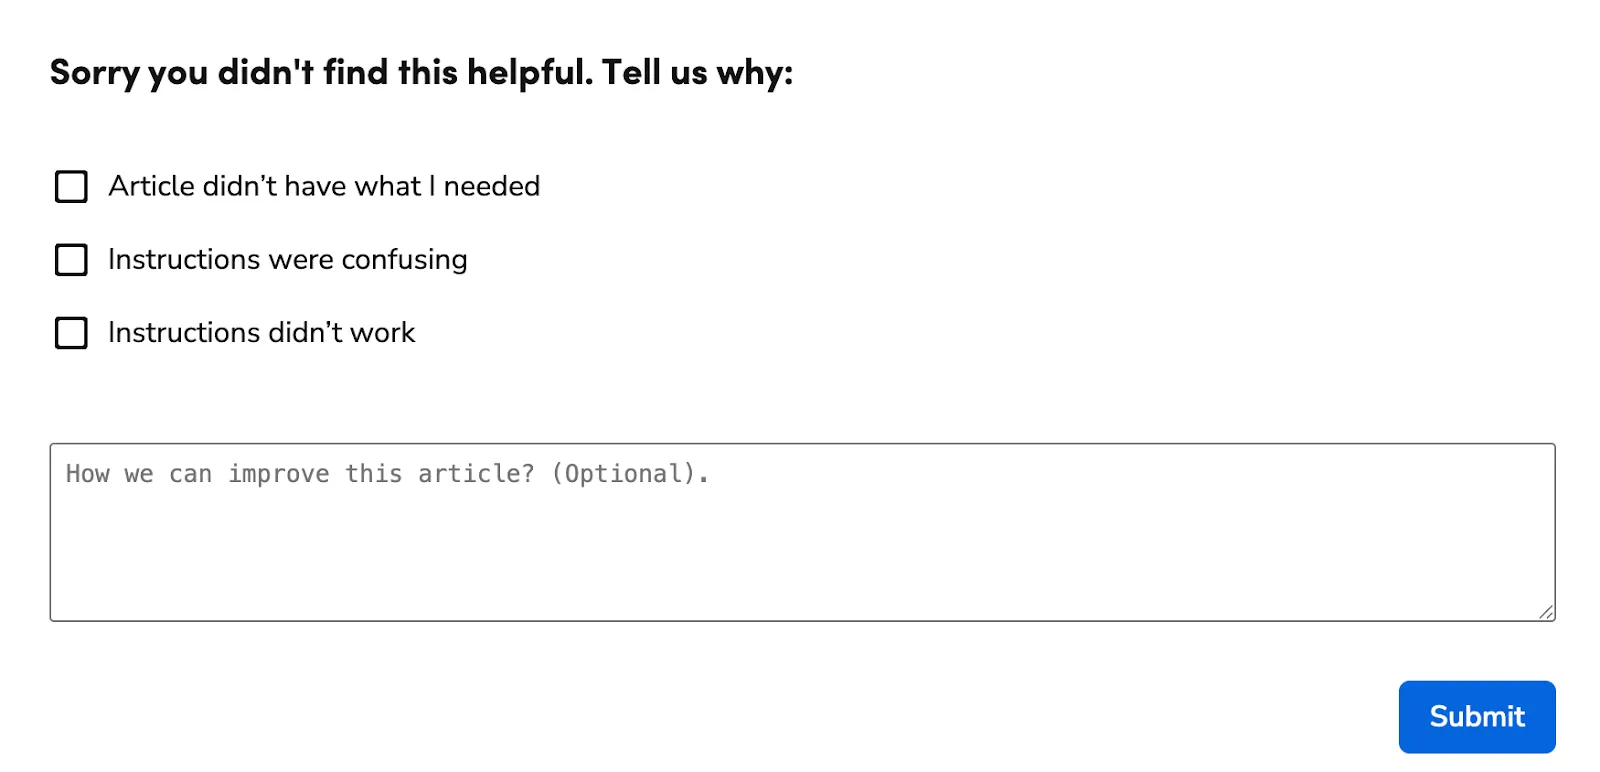 Sorry you didn't find this helpful. Tell us why:
Article didn’t have what I needed
Instructions were confusing
Instructions didn’t work
How we can improve this article? (Optional).
Submit